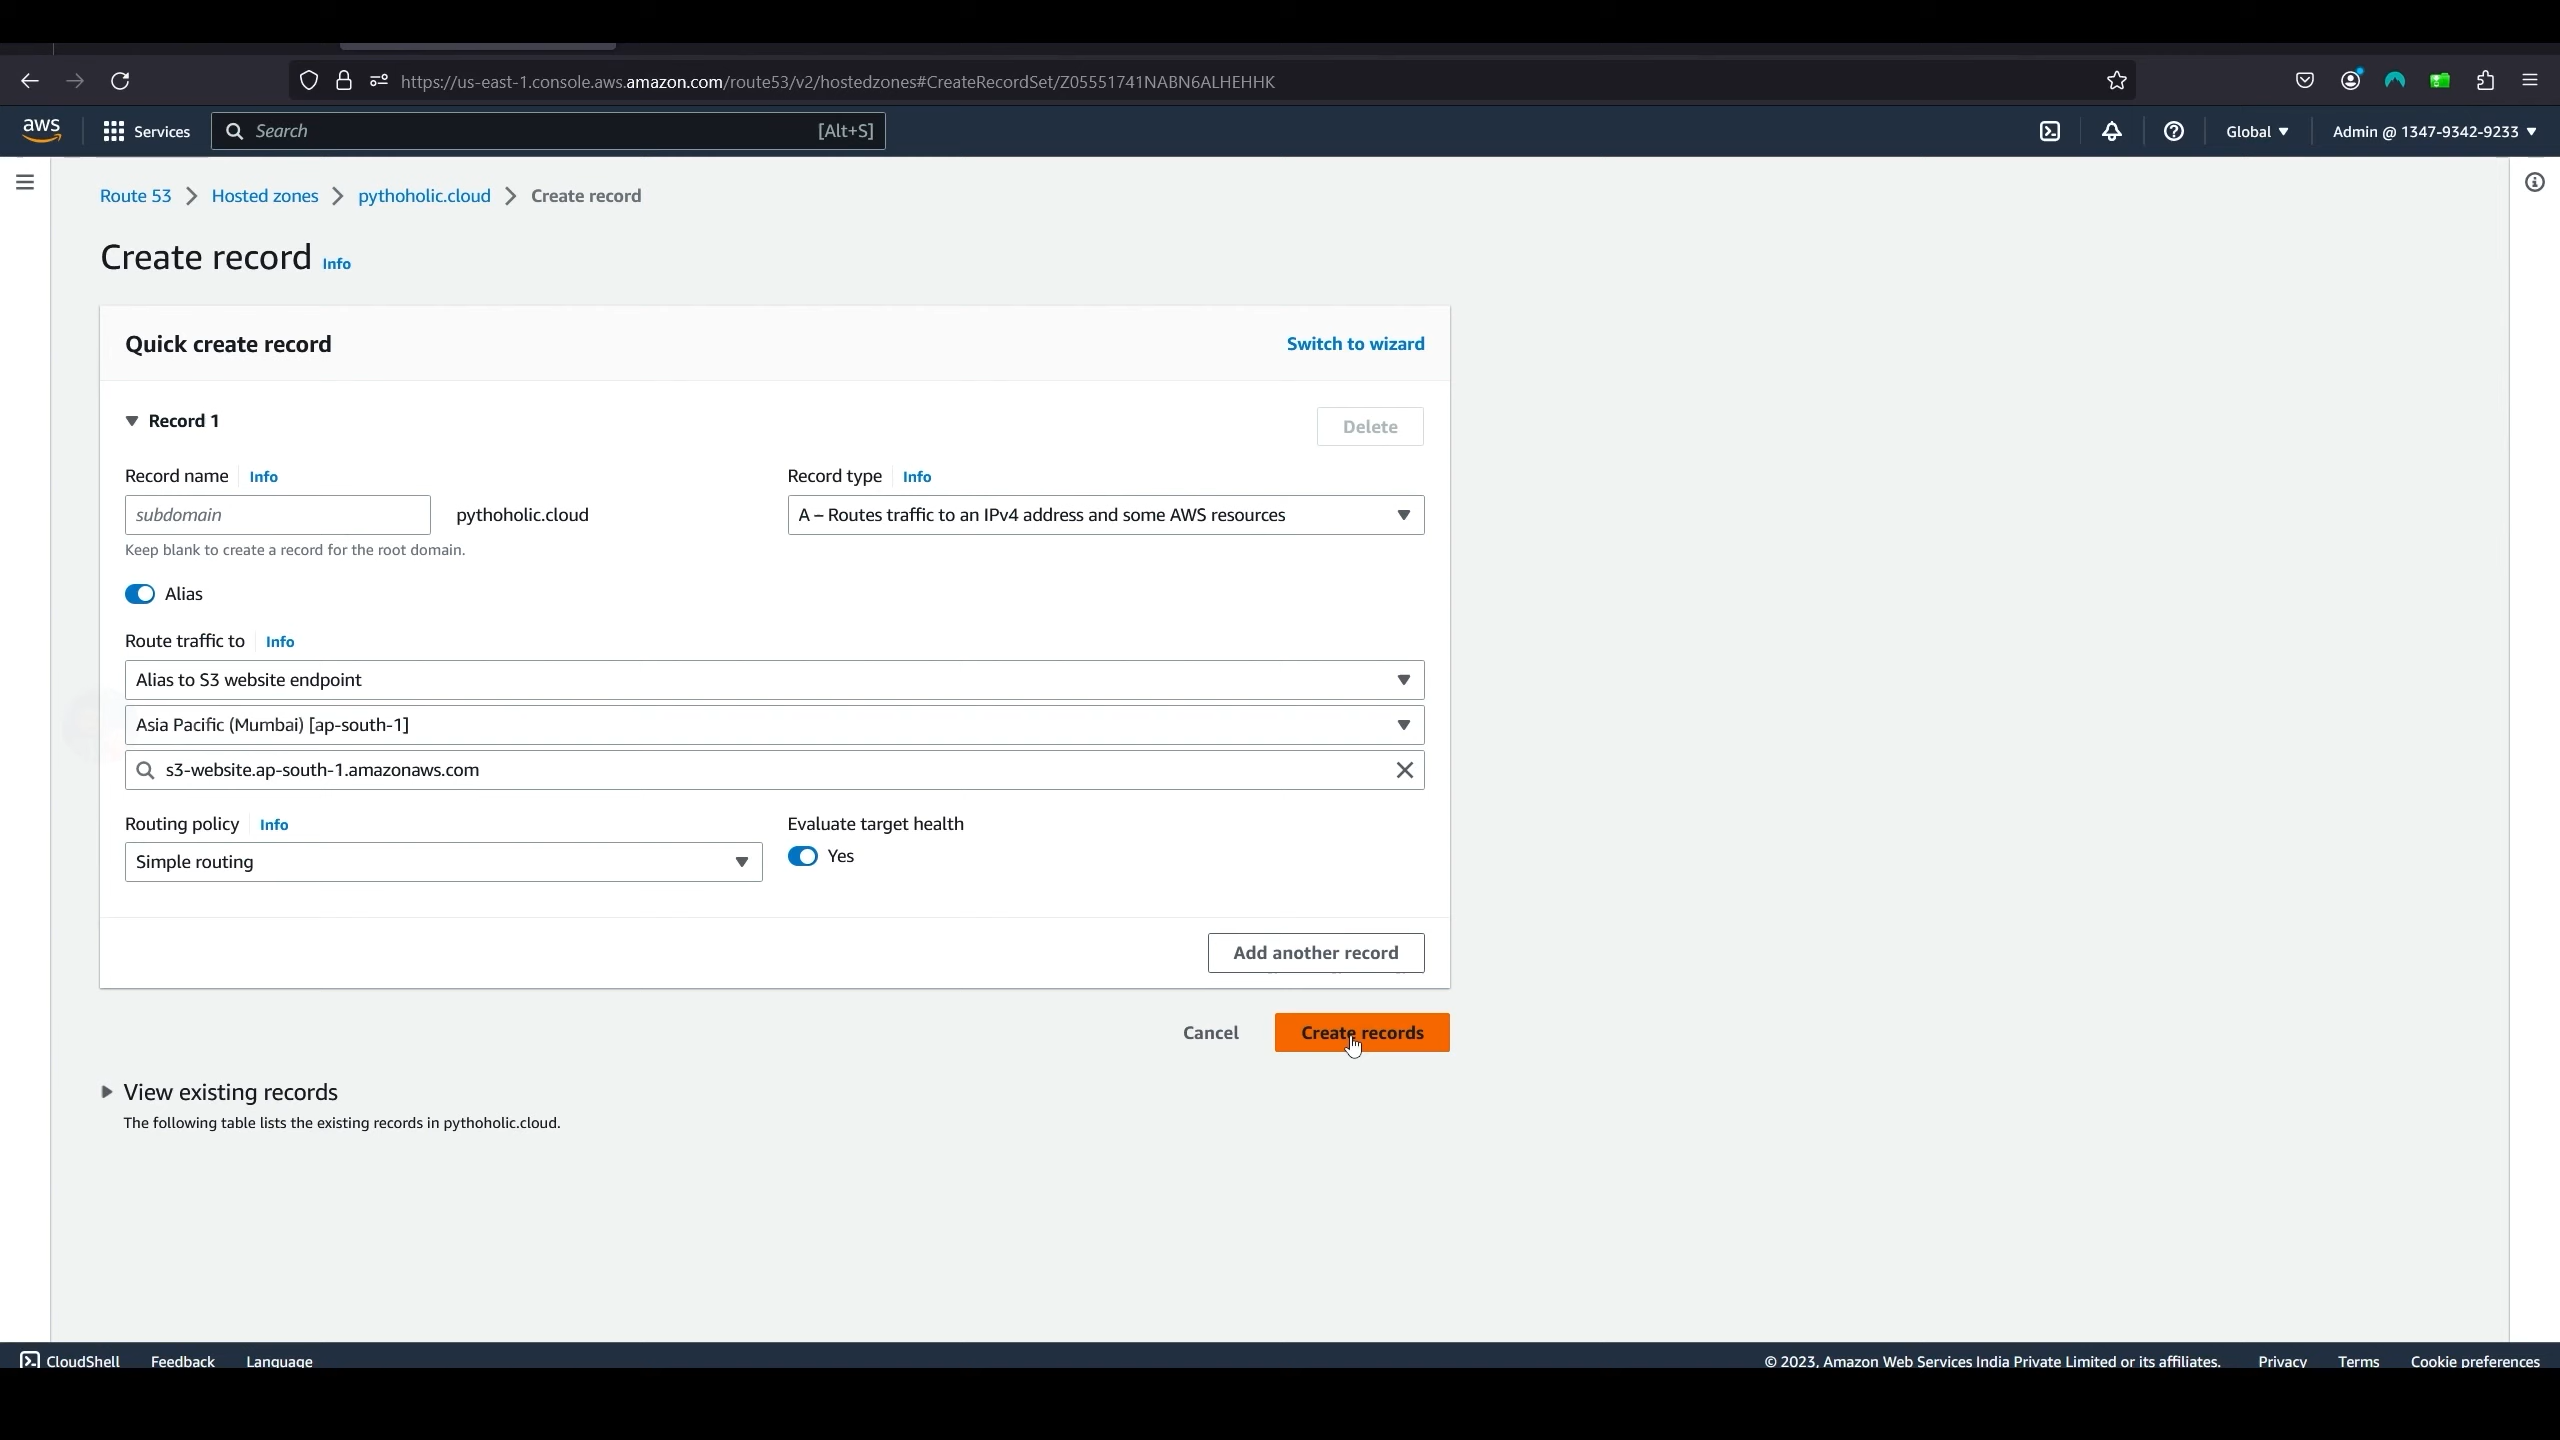 https://us-east-1.console.aws.amazon.com/route53/v2/hostedzones#CreateRecordSet/Z05551741NABN6ALHEHHK
aws Services Search [Alt+S] Global Admin @ 1347-9342-9233
Route 53 Hosted zones pythoholic.cloud Create record
Create record Info
Quick create record Switch to wizard
Record 1 Delete
Record name Info Record type Info
subdomain pythoholic.cloud A – Routes traffic to an IPv4 address and some AWS resources
Keep blank to create a record for the root domain.
Alias
Route traffic to Info
Alias to S3 website endpoint
Asia Pacific (Mumbai) [ap-south-1]
s3-website.ap-south-1.amazonaws.com
Routing policy Info Evaluate target health
Simple routing Yes
Add another record
Cancel Create records
View existing records
The following table lists the existing records in pythoholic.cloud.
CloudShell Feedback Language © 2023, Amazon Web Services India Private Limited or its affiliates. Privacy Terms Cookie preferences